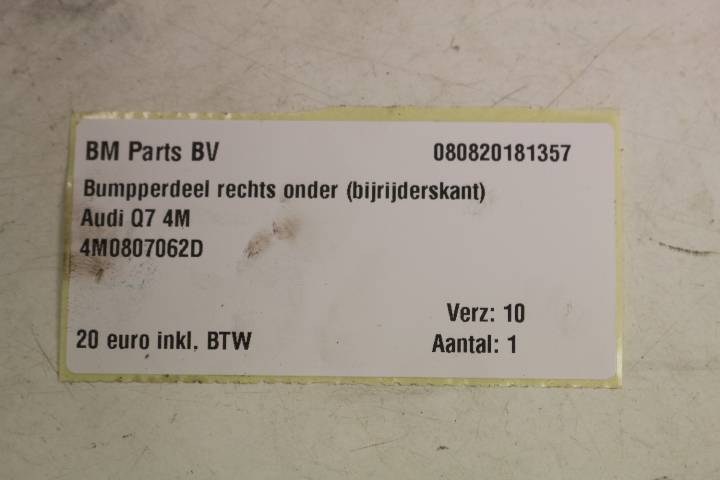 BM Parts BV 080820181357
Bumpperdeel rechts onder (bijrijderskant)
Audi Q7 4M
4M0807062D
Verz: 10
20 euro inkl. BTW Aantal: 1